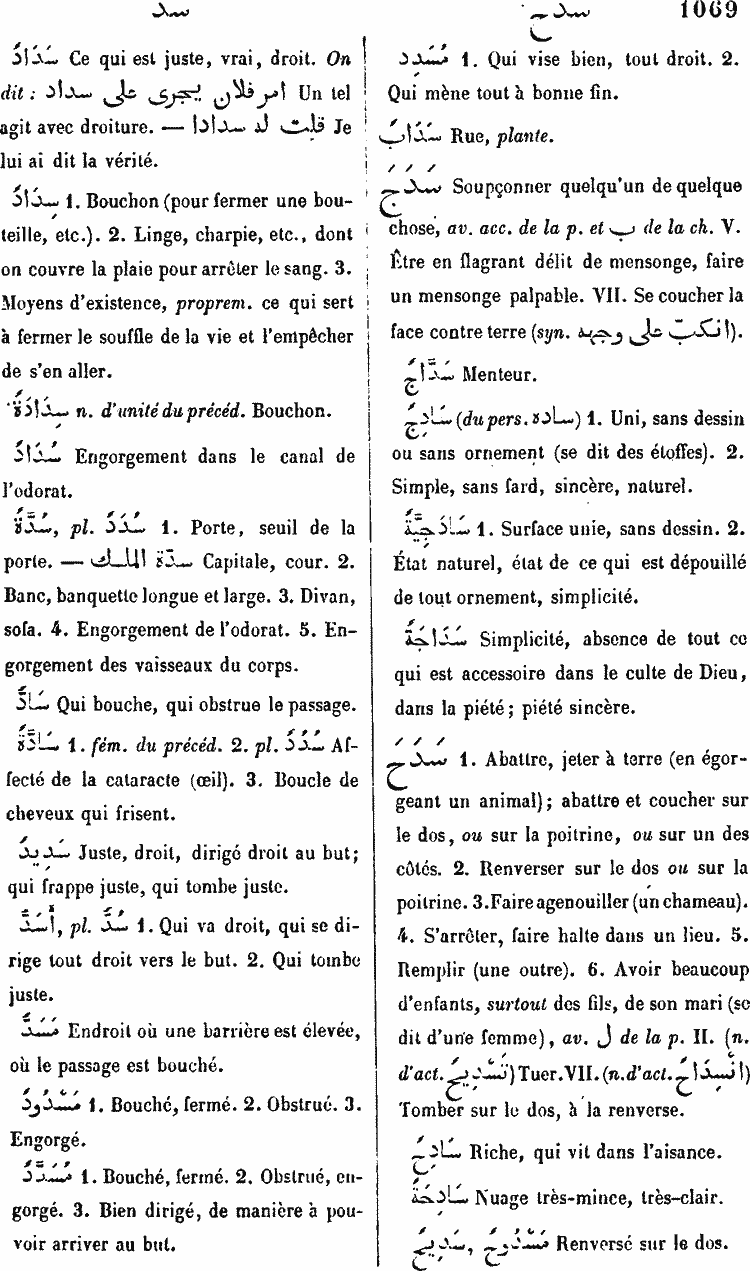 سد
سدح
1069
سَدَادٌ Ce qui est juste, vrai, droit. On
dit : امر فلان يجرى على سداد Un tel
agit avec droiture. — قلت له سدادا Je
lui ai dit la vérité.
سِدَادٌ 1. Bouchon (pour fermer une bou-
teille, etc.). 2. Linge, charpie, etc., dont
on couvre la plaie pour arrêter le sang. 3.
Moyens d'existence, proprem. ce qui sert
à fermer le souffle de la vie et l'empêcher
de s'en aller.
سِدَادَةٌ n. d'unité du précéd. Bouchon.
سُدَادٌ Engorgement dans le canal de
l'odorat.
سُدَّةٌ, pl. سُدَدٌ 1. Porte, seuil de la
porte. — سدّة الملك Capitale, cour. 2.
Banc, banquette longue et large. 3. Divan,
sofa. 4. Engorgement de l'odorat. 5. En-
gorgement des vaisseaux du corps.
سَادٌّ Qui bouche, qui obstrue le passage.
سَادَّةٌ 1. fém. du précéd. 2. pl. سُدُدٌ Af-
fecté de la cataracte (œil). 3. Boucle de
cheveux qui frisent.
سَدِيدٌ Juste, droit, dirigé droit au but;
qui frappe juste, qui tombe juste.
أَسَدُّ, pl. سُدٌّ 1. Qui va droit, qui se di-
rige tout droit vers le but. 2. Qui tombe
juste.
مَسَدٌّ Endroit où une barrière est élevée,
où le passage est bouché.
مَسْدُودٌ 1. Bouché, fermé. 2. Obstrué. 3.
Engorgé.
مُسَدَّدٌ 1. Bouché, fermé. 2. Obstrué, en-
gorgé. 3. Bien dirigé, de manière à pou-
voir arriver au but.
مُسَدِّد 1. Qui vise bien, tout droit. 2.
Qui mène tout à bonne fin.
سَدَابٌ Rue, plante.
سَدَجَ Soupçonner quelqu'un de quelque
chose, av. acc. de la p. et ب de la ch. V.
Être en flagrant délit de mensonge, faire
un mensonge palpable. VII. Se coucher la
face contre terre (syn. انكبّ على وجهه).
سَدَّاجٌ Menteur.
سَادِجٌ (du pers. ساده) 1. Uni, sans dessin
ou sans ornement (se dit des étoffes). 2.
Simple, sans fard, sincère, naturel.
سَادَجِيَّةٌ 1. Surface unie, sans dessin. 2.
État naturel, état de ce qui est dépouillé
de tout ornement, simplicité.
سَدَاجَةٌ Simplicité, absence de tout ce
qui est accessoire dans le culte de Dieu,
dans la piété; piété sincère.
سَدَحَ 1. Abattre, jeter à terre (en égor-
geant un animal); abattre et coucher sur
le dos, ou sur la poitrine, ou sur un des
côtés. 2. Renverser sur le dos ou sur la
poitrine. 3. Faire agenouiller (un chameau).
4. S'arrêter, faire halte dans un lieu. 5.
Remplir (une outre). 6. Avoir beaucoup
d'enfants, surtout des fils, de son mari (se
dit d'une femme), av. ل de la p. II. (n.
d'act. تَسْدِيحٌ) Tuer. VII. (n. d'act. انْسِدَاحٌ)
Tomber sur le dos, à la renverse.
سَادِحٌ Riche, qui vit dans l'aisance.
سَادِحَةٌ Nuage très-mince, très-clair.
سَدِيحٌ, مَسْدُوحٌ Renversé sur le dos.